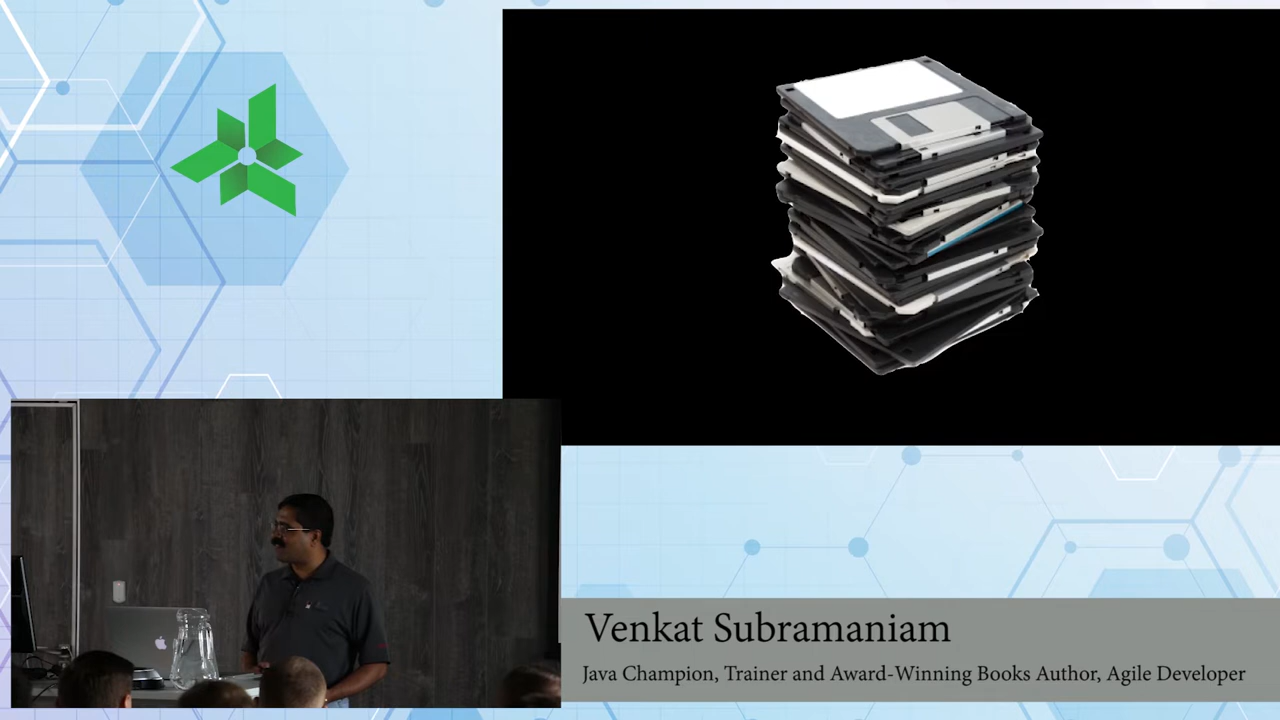 Venkat Subramaniam
Java Champion, Trainer and Award-Winning Books Author, Agile Developer